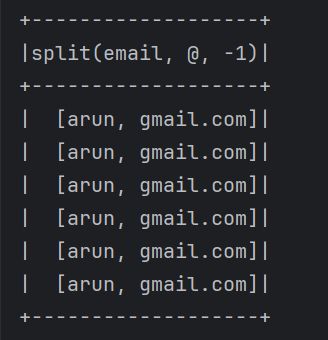 +-------------------+
|split(email, @, -1)|
+-------------------+
|  [arun, gmail.com]|
|  [arun, gmail.com]|
|  [arun, gmail.com]|
|  [arun, gmail.com]|
|  [arun, gmail.com]|
|  [arun, gmail.com]|
+-------------------+